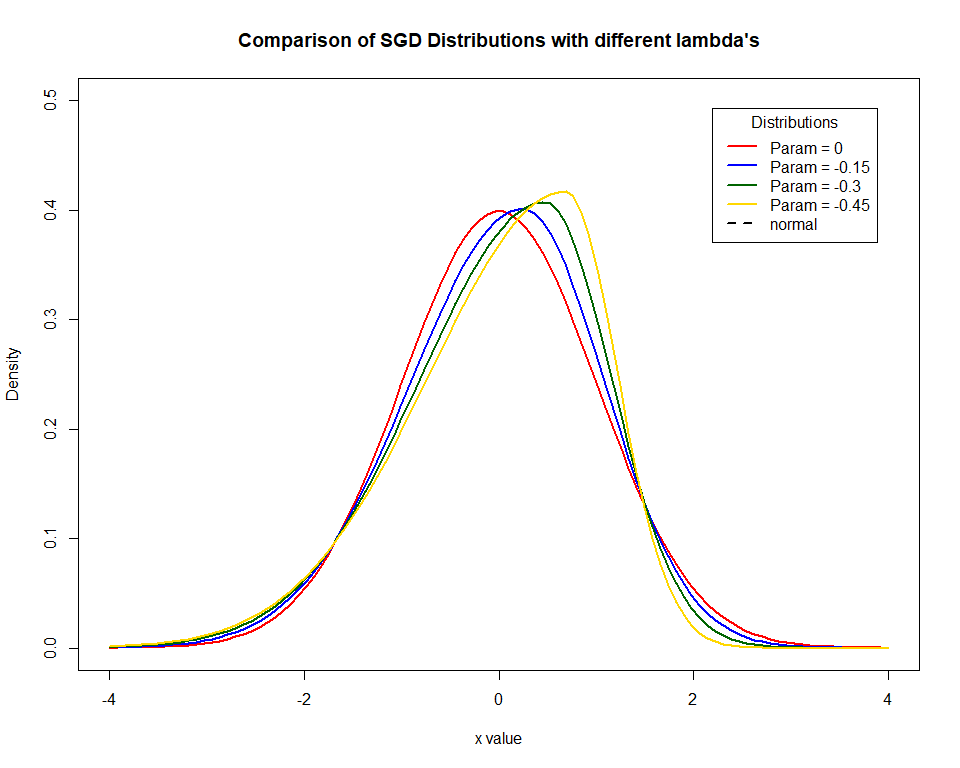 Comparison of SGD Distributions with different lambda's
Distributions
Param = 0
Param = -0.15
Param = -0.3
Param = -0.45
normal
Density
0.5
0.4
0.3
0.2
0.1
0.0
-4
-2
0
2
4
x value